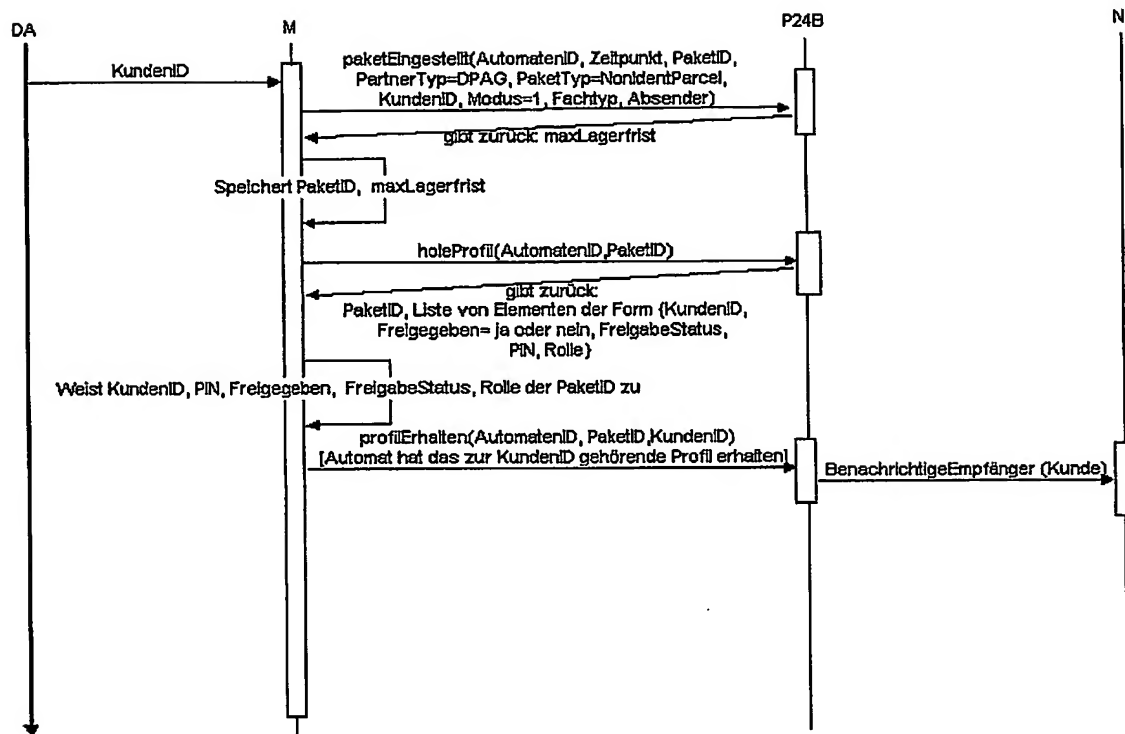 DA
M
P24B
N
KundenID
paketEingestellt(AutomatenID, Zeitpunkt, PaketID,
PartnerTyp=DPAG, PaketTyp=NonIdentParcel,
KundenID, Modus=1, Fachtyp, Absender)
gibt zurück: maxLagerfrist
Speichert PaketID, maxLagerfrist
holeProfil(AutomatenID,PaketID)
gibt zurück:
PaketID, Liste von Elementen der Form {KundenID,
Freigegeben= ja oder nein, FreigabeStatus,
PIN, Rolle}
Weist KundenID, PIN, Freigegeben, FreigabeStatus, Rolle der PaketID zu
profilErhalten(AutomatenID, PaketID,KundenID)
[Automat hat das zur KundenID gehörende Profil erhalten]
BenachrichtigeEmpfänger (Kunde)